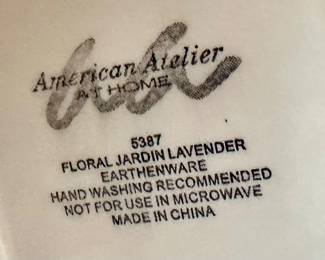 American Atelier
AT HOME
5387
FLORAL JARDIN LAVENDER
EARTHENWARE
HAND WASHING RECOMMENDED
NOT FOR USE IN MICROWAVE
MADE IN CHINA